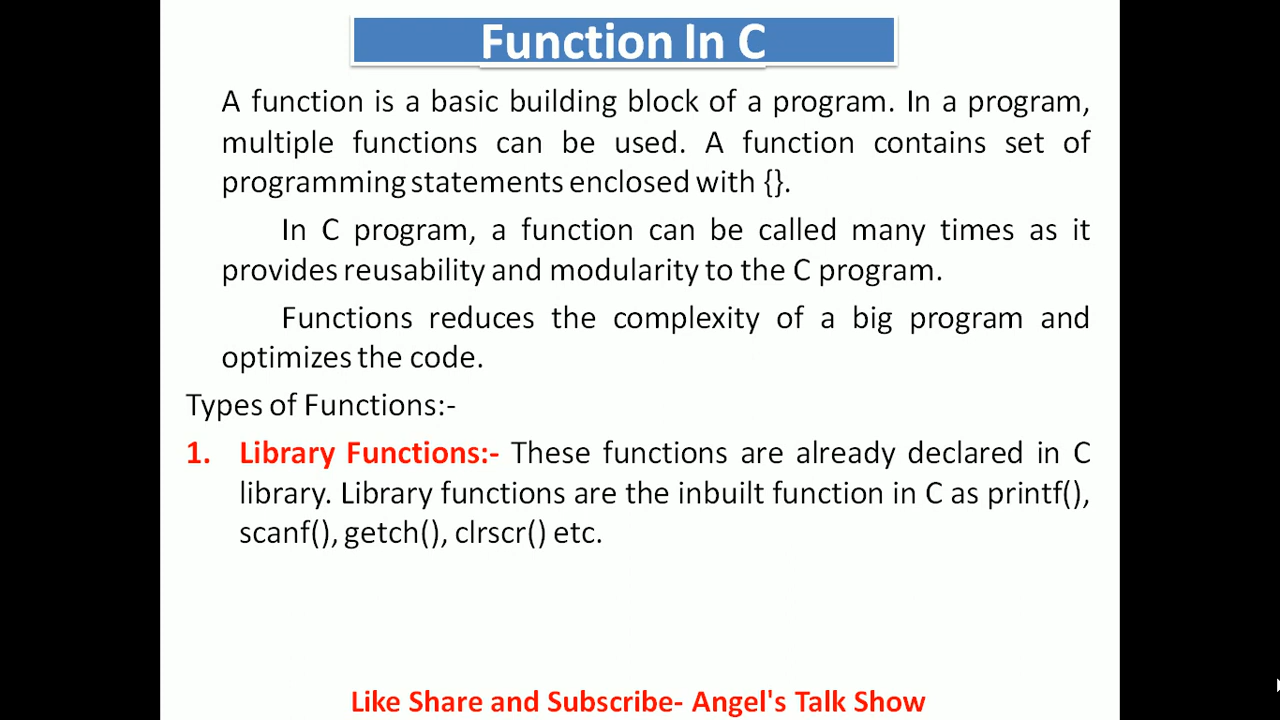 Function In C
A function is a basic building block of a program. In a program,
multiple functions can be used. A function contains set of
programming statements enclosed with {}.
In C program, a function can be called many times as it
provides reusability and modularity to the C program.
Functions reduces the complexity of a big program and
optimizes the code.
Types of Functions:-
1. Library Functions:- These functions are already declared in C
library. Library functions are the inbuilt function in C as printf(),
scanf(), getch(), clrscr() etc.
Like Share and Subscribe- Angel's Talk Show